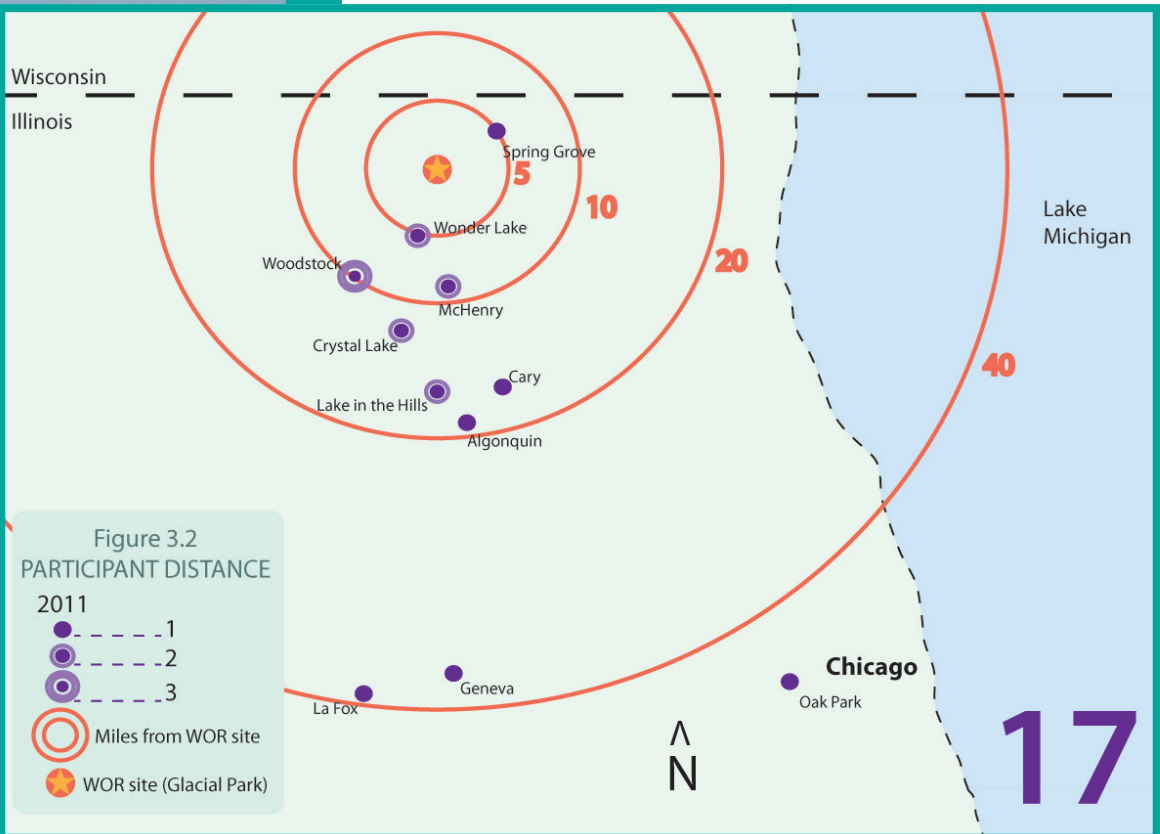 Wisconsin
Illinois
Spring Grove
5
10
Wonder Lake
Lake
Michigan
Woodstock
20
McHenry
Crystal Lake
40
Cary
Lake in the Hills
Algonquin
Figure 3.2
PARTICIPANT DISTANCE
2011
1
2
3
Miles from WOR site
WOR site (Glacial Park)
Chicago
Geneva
La Fox
Oak Park
N
17